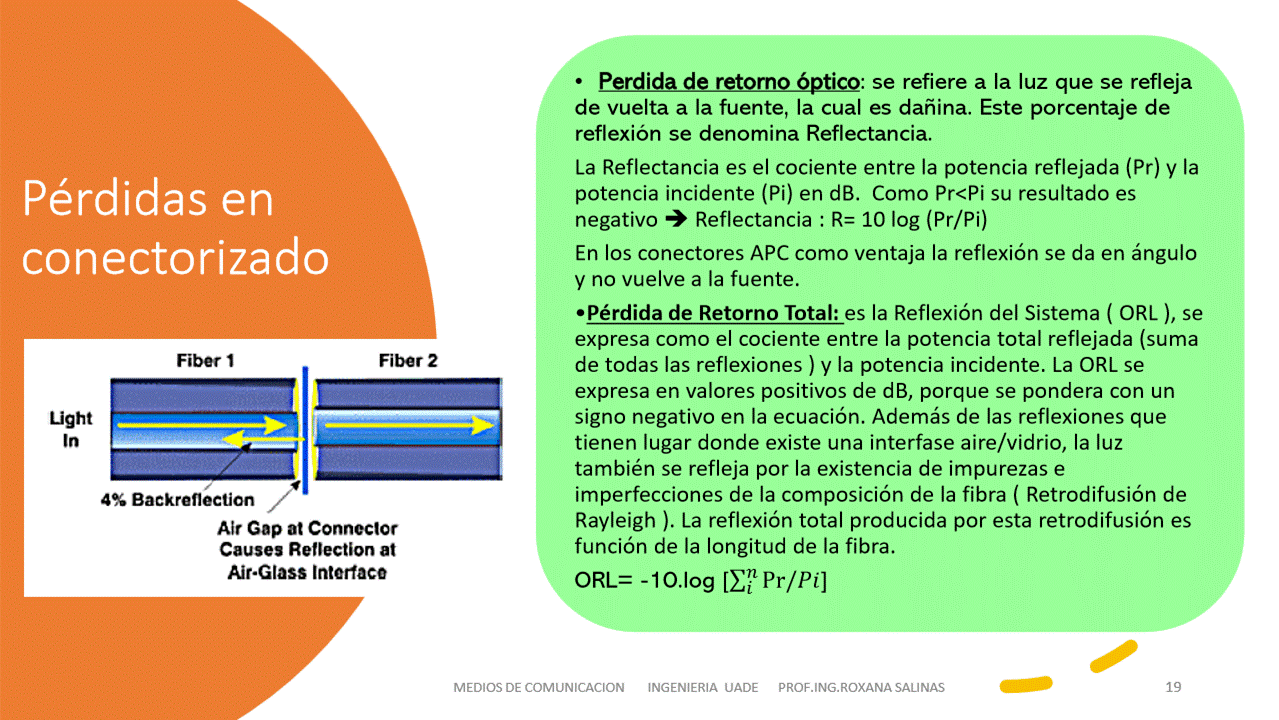 Pérdidas en
conectorizado
Fiber 1
Fiber 2
Light
In
4% Backreflection
Air Gap at Connector
Causes Reflection at
Air-Glass Interface
• Perdida de retorno óptico: se refiere a la luz que se refleja
de vuelta a la fuente, la cual es dañina. Este porcentaje de
reflexión se denomina Reflectancia.
La Reflectancia es el cociente entre la potencia reflejada (Pr) y la
potencia incidente (Pi) en dB. Como Pr<Pi su resultado es
negativo 🡺 Reflectancia : R= 10 log (Pr/Pi)
En los conectores APC como ventaja la reflexión se da en ángulo
y no vuelve a la fuente.
•Pérdida de Retorno Total: es la Reflexión del Sistema ( ORL ), se
expresa como el cociente entre la potencia total reflejada (suma
de todas las reflexiones ) y la potencia incidente. La ORL se
expresa en valores positivos de dB, porque se pondera con un
signo negativo en la ecuación. Además de las reflexiones que
tienen lugar donde existe una interfase aire/vidrio, la luz
también se refleja por la existencia de impurezas e
imperfecciones de la composición de la fibra ( Retrodifusión de
Rayleigh ). La reflexión total producida por esta retrodifusión es
función de la longitud de la fibra.
ORL= -10.log [∑ⁿᵢ Pr/Pi]
MEDIOS DE COMUNICACION INGENIERIA UADE PROF.ING.ROXANA SALINAS
19